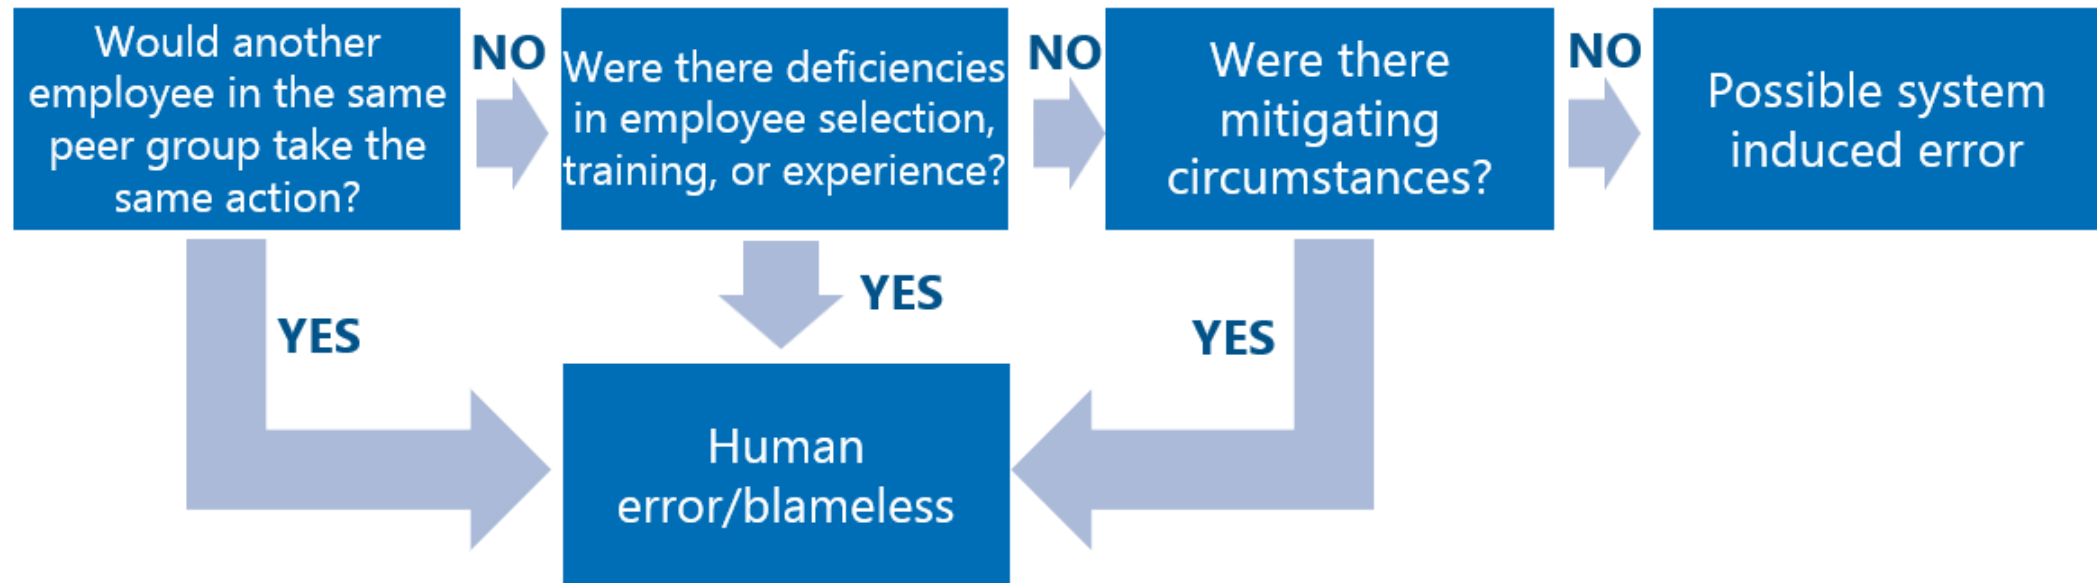 Would another
employee in the same
peer group take the
same action?
NO
Were there deficiencies
in employee selection,
training, or experience?
NO
Were there
mitigating
circumstances?
NO
Possible system
induced error
YES
YES
YES
Human
error/blameless